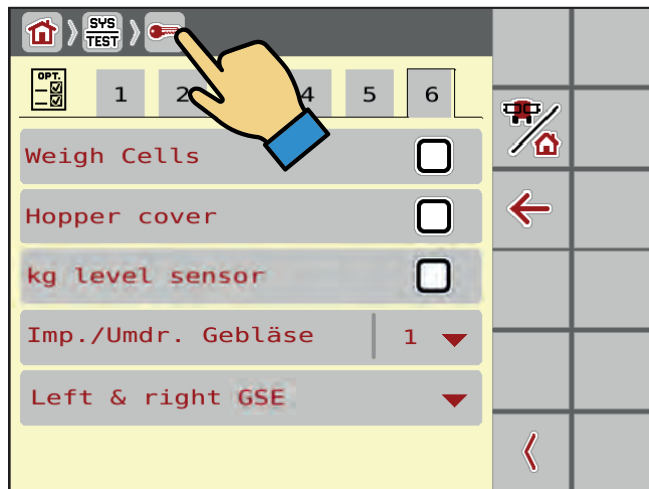 SYS
TEST
OPT.
1 2 4 5 6
Weigh Cells
Hopper cover
kg level sensor
Imp./Umdr. Gebläse 1
Left & right GSE